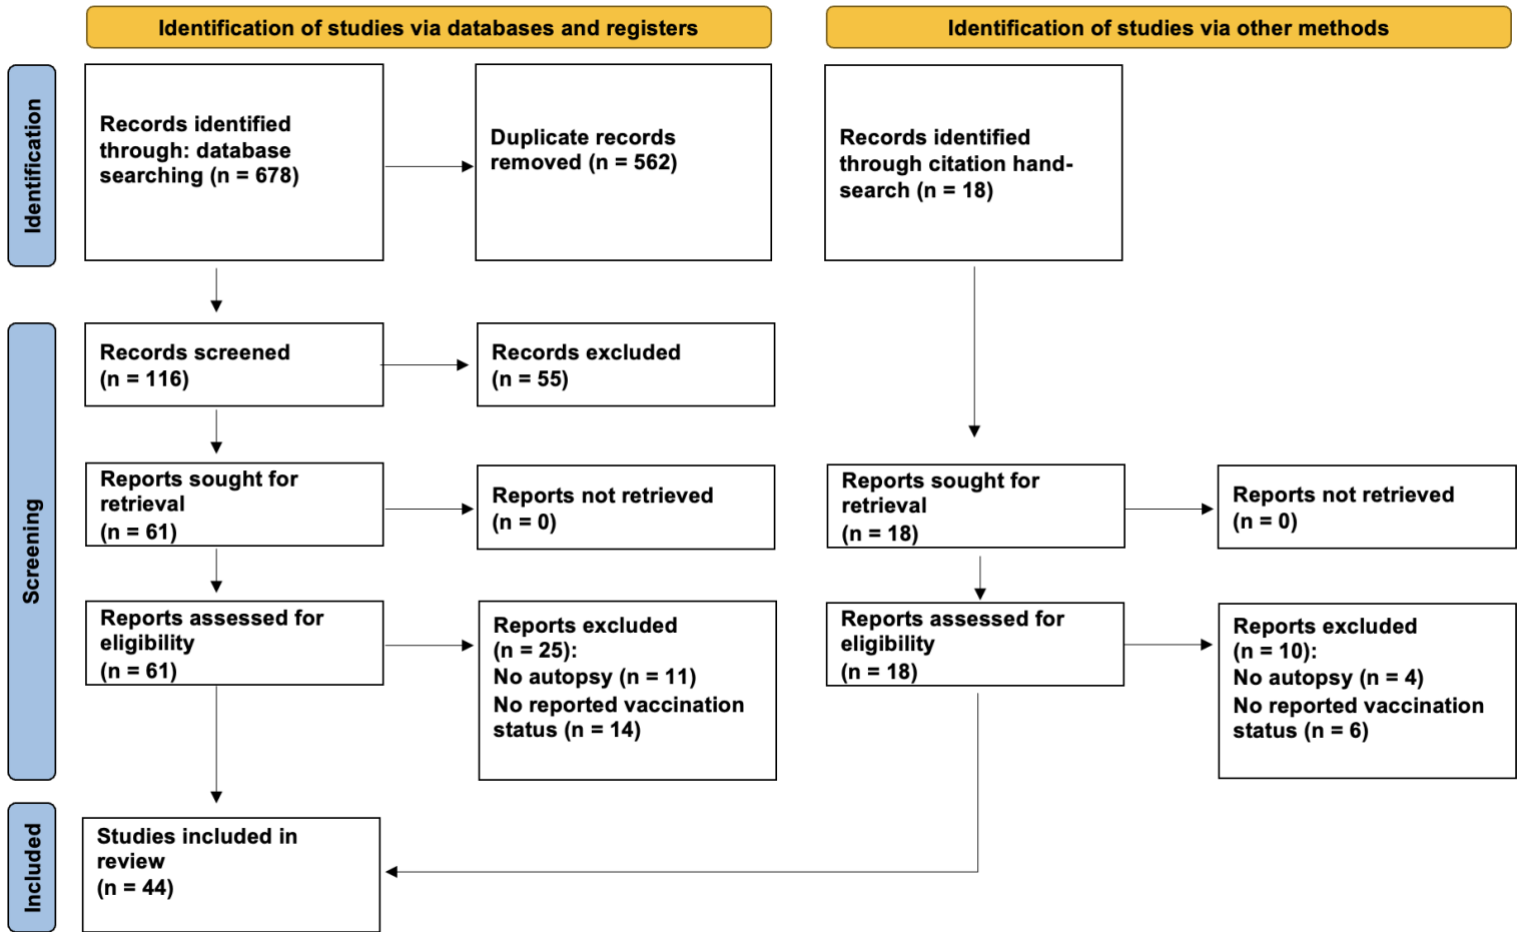 Identification of studies via databases and registers
Identification of studies via other methods
Identification
Records identified
through: database
searching (n = 678)
Duplicate records
removed (n = 562)
Records identified
through citation hand-
search (n = 18)
Screening
Records screened
(n = 116)
Records excluded
(n = 55)
Reports sought for
retrieval
(n = 61)
Reports not retrieved
(n = 0)
Reports sought for
retrieval
(n = 18)
Reports not retrieved
(n = 0)
Reports assessed for
eligibility
(n = 61)
Reports excluded
(n = 25):
No autopsy (n = 11)
No reported vaccination
status (n = 14)
Reports assessed for
eligibility
(n = 18)
Reports excluded
(n = 10):
No autopsy (n = 4)
No reported vaccination
status (n = 6)
Included
Studies included in
review
(n = 44)